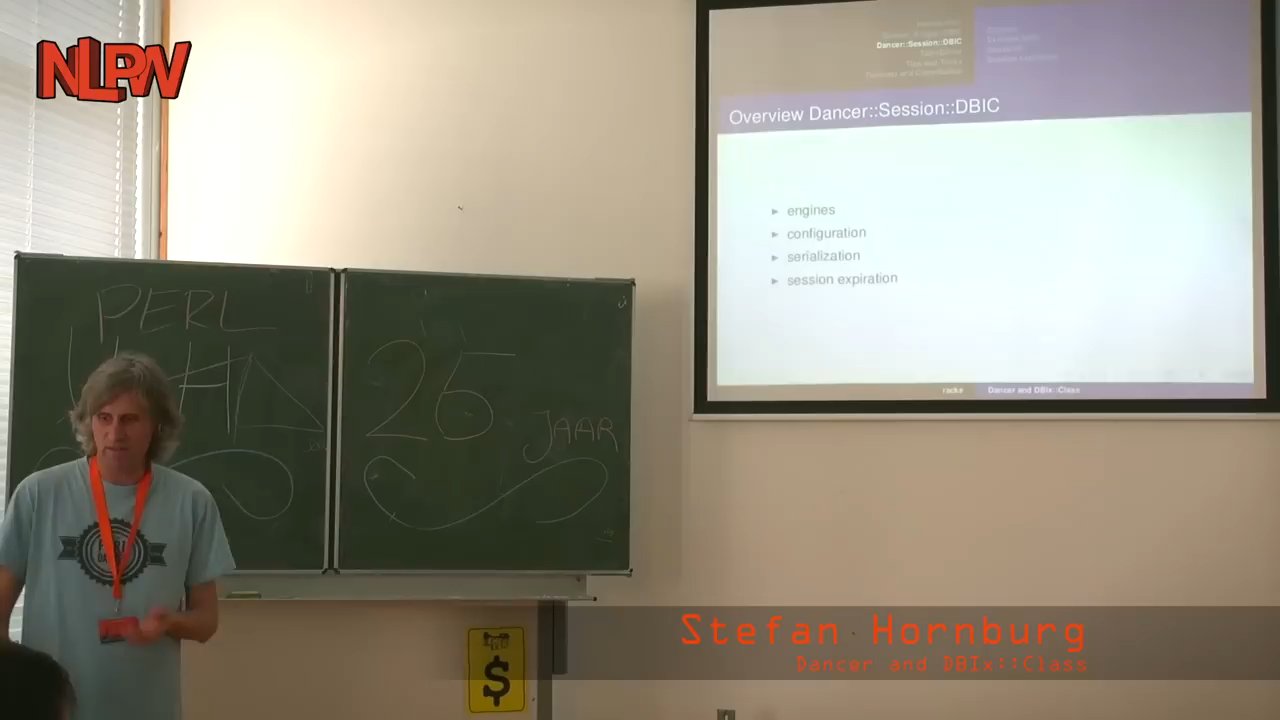 NLPW
Dancer::Session::DBIC
Overview Dancer::Session::DBIC
► engines
► configuration
► serialization
► session expiration
racke
Dancer and DBIx::Class
PERL
25
JAAR
$
Stefan Hornburg
Dancer and DBIx::Class